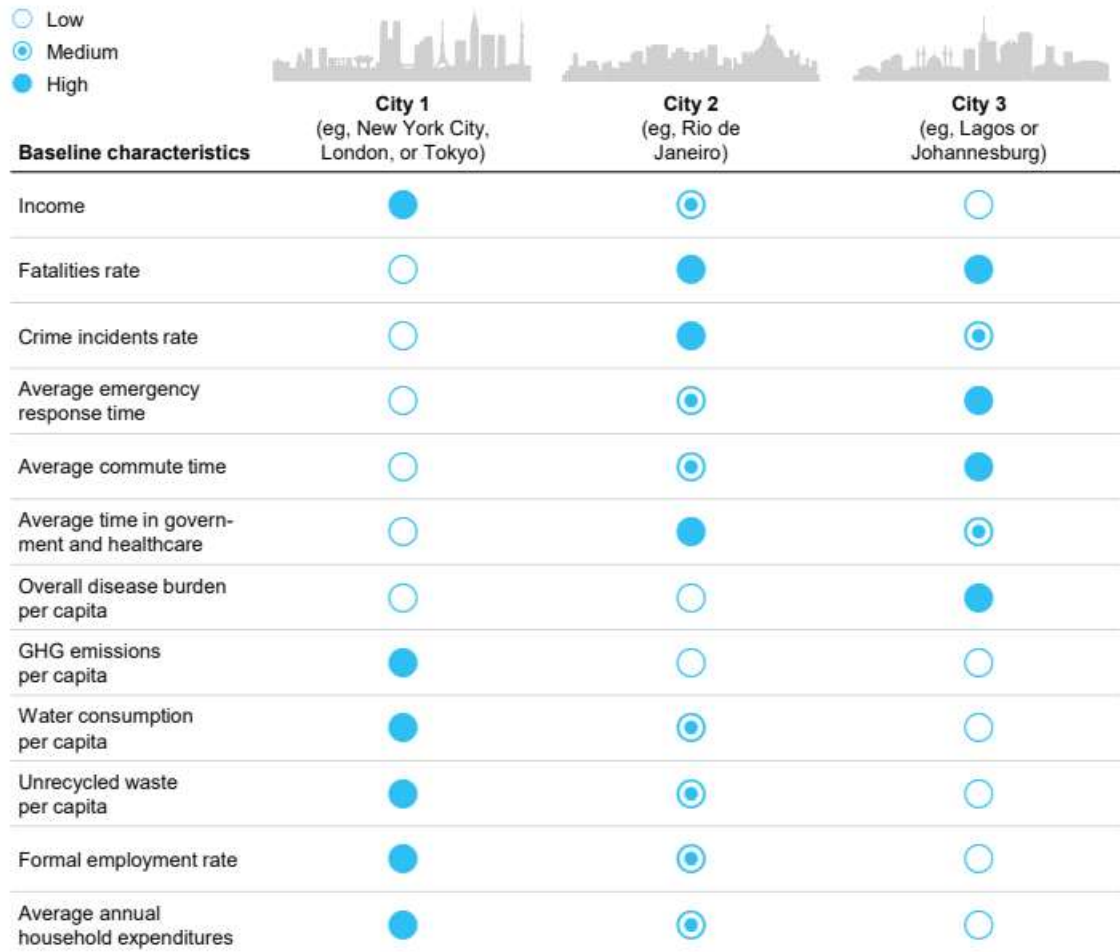 Low
Medium
High
City 1
(eg, New York City,
London, or Tokyo)
City 2
(eg, Rio de
Janeiro)
City 3
(eg, Lagos or
Johannesburg)
Baseline characteristics
Income
Fatalities rate
Crime incidents rate
Average emergency
response time
Average commute time
Average time in govern-
ment and healthcare
Overall disease burden
per capita
GHG emissions
per capita
Water consumption
per capita
Unrecycled waste
per capita
Formal employment rate
Average annual
household expenditures